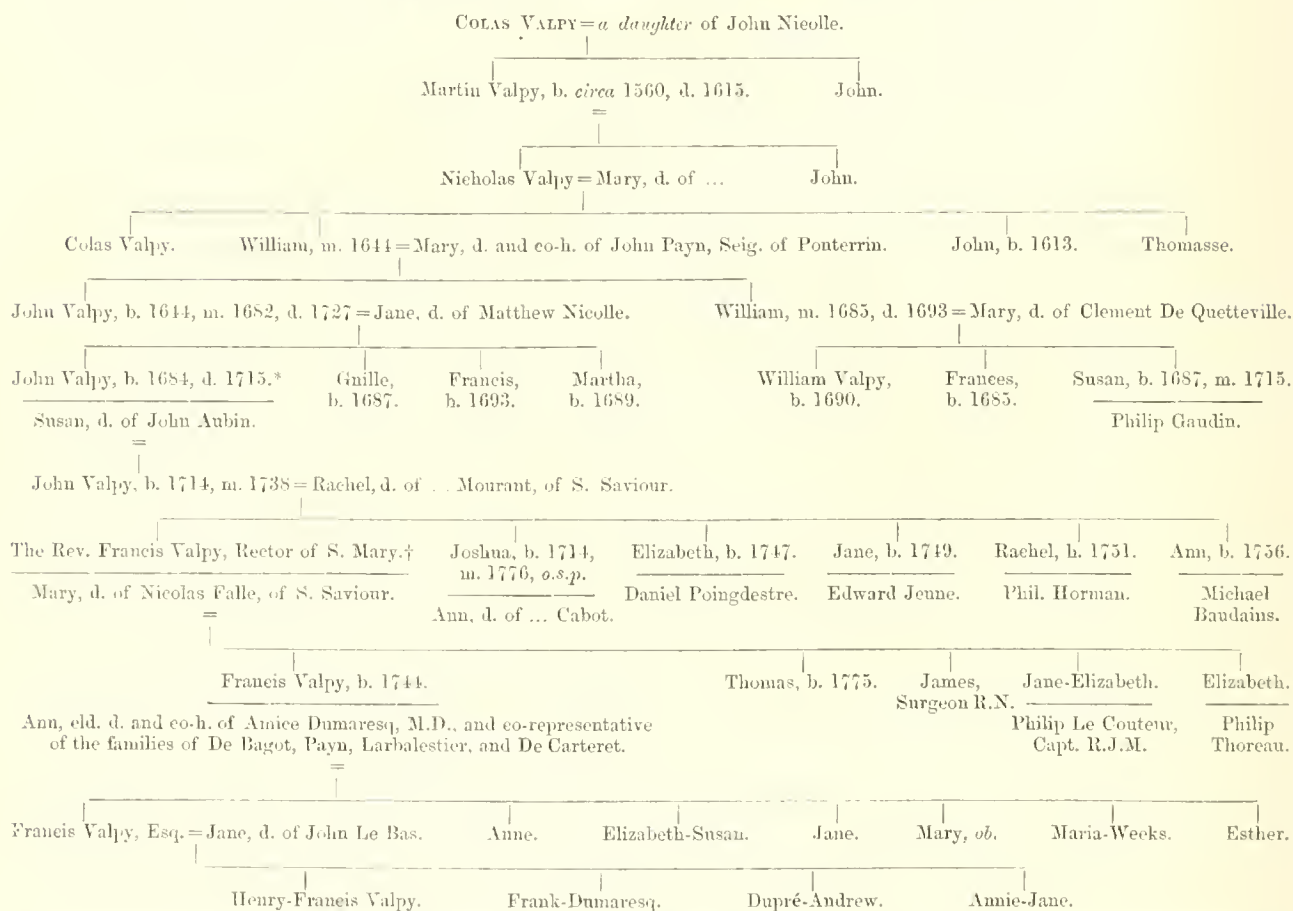 COLAS VALPY = a daughter of John Nicolle.
Martin Valpy, b. circa 1560, d. 1615. John.
=
Nicholas Valpy = Mary, d. of ... John.
Colas Valpy. William, m. 1644 = Mary, d. and co-h. of John Payn, Seig. of Ponterrin. John, b. 1613. Thomasse.
John Valpy, b. 1644, m. 1682, d. 1727 = Jane, d. of Matthew Nicolle. William, m. 1685, d. 1693 = Mary, d. of Clement De Quetteville.
John Valpy, b. 1684, d. 1715.* Guille, Francis, Martha, William Valpy, Frances, Susan, b. 1687, m. 1715.
b. 1687. b. 1693. b. 1689. b. 1690. b. 1685.
Susan, d. of John Aubin. Philip Gaudin.
=
John Valpy, b. 1714, m. 1738 = Rachel, d. of ... Mourant, of S. Saviour.
The Rev. Francis Valpy, Rector of S. Mary.† Joshua, b. 1714, Elizabeth, b. 1747. Jane, b. 1749. Rachel, b. 1751. Ann, b. 1756.
m. 1776, o.s.p.
Mary, d. of Nicolas Falle, of S. Saviour. Daniel Poingdestre. Edward Jeune. Phil. Horman. Michael
= Ann, d. of ... Cabot. Baudains.
Francis Valpy, b. 1744. Thomas, b. 1775. James, Jane-Elizabeth. Elizabeth.
Surgeon R.N.
Ann, eld. d. and co-h. of Amice Dumaresq, M.D., and co-representative Philip Le Couteur, Philip
of the families of De Bagot, Payn, Larbalestier, and De Carteret. Capt. R.J.M. Thoreau.
=
Francis Valpy, Esq. = Jane, d. of John Le Bas. Anne. Elizabeth-Susan. Jane. Mary, ob. Maria-Weeks. Esther.
Henry-Francis Valpy. Frank-Dumaresq. Dupré-Andrew. Annie-Jane.